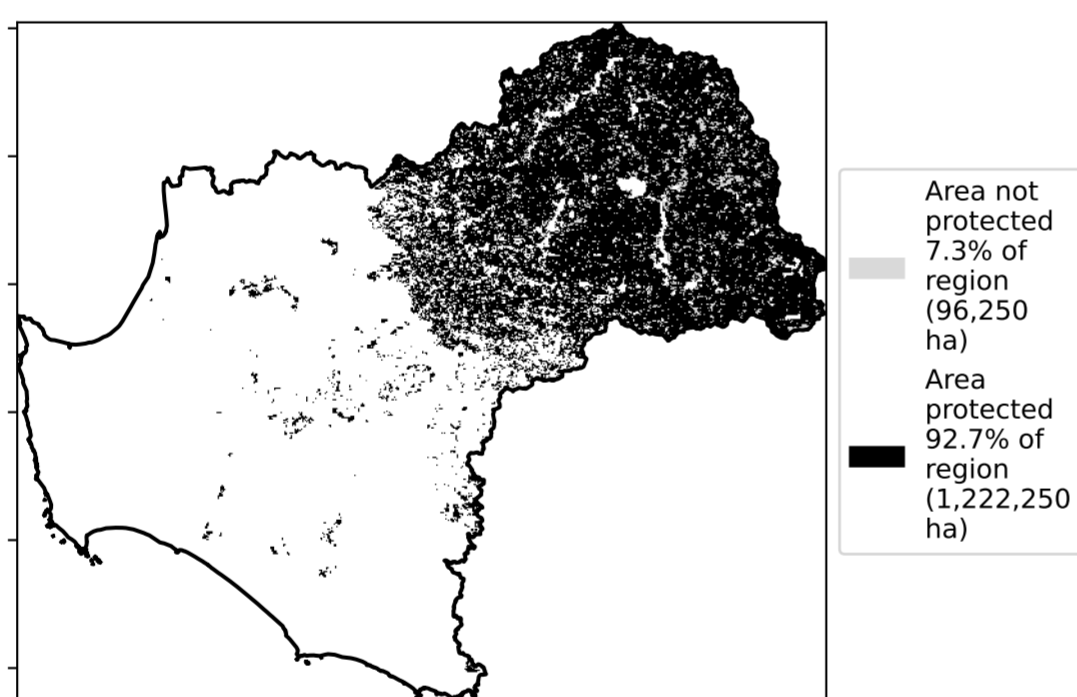 Area not
protected
7.3% of
region
(96,250
ha)
Area
protected
92.7% of
region
(1,222,250
ha)